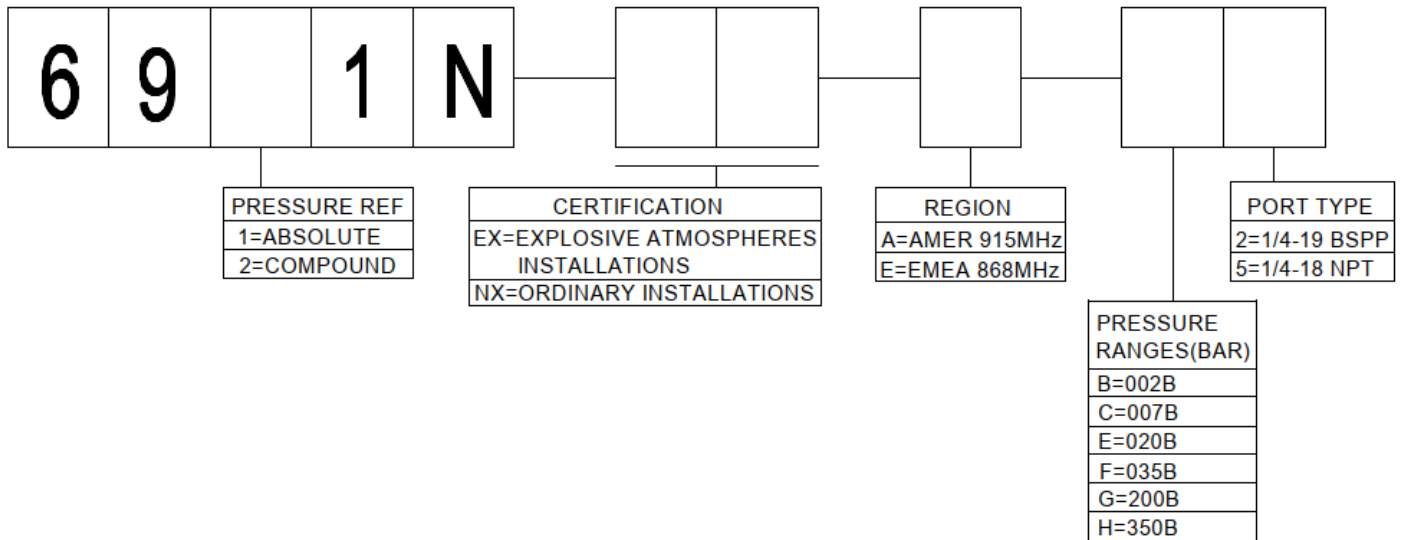 6 9 1 N
PRESSURE REF
1=ABSOLUTE
2=COMPOUND
CERTIFICATION
EX=EXPLOSIVE ATMOSPHERES
INSTALLATIONS
NX=ORDINARY INSTALLATIONS
REGION
A=AMER 915MHz
E=EMEA 868MHz
PORT TYPE
2=1/4-19 BSPP
5=1/4-18 NPT
PRESSURE
RANGES(BAR)
B=002B
C=007B
E=020B
F=035B
G=200B
H=350B